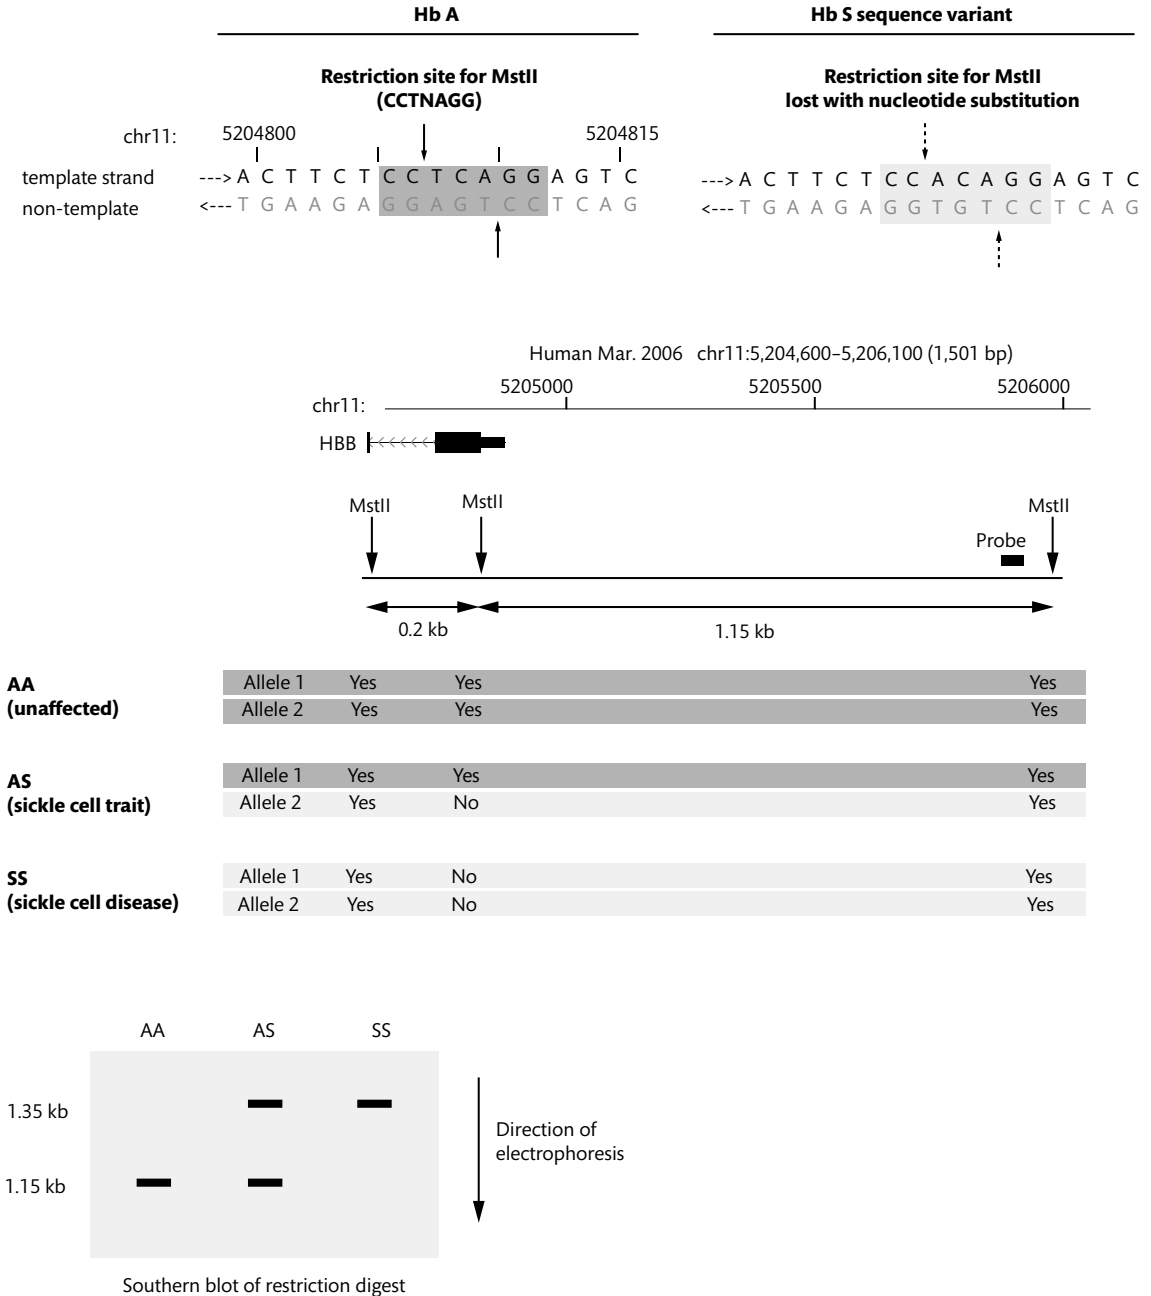 Hb A
Hb S sequence variant
Restriction site for MstII
(CCTNAGG)
Restriction site for MstII
lost with nucleotide substitution
chr11:
5204800
5204815
template strand
---> A C T T C T C C T C A G G A G T C
---> A C T T C T C C A C A G G A G T C
non-template
<--- T G A A G A G G A G T C C T C A G
<--- T G A A G A G G T G T C C T C A G
Human Mar. 2006 chr11:5,204,600–5,206,100 (1,501 bp)
chr11:
5205000
5205500
5206000
HBB
MstII
MstII
MstII
Probe
0.2 kb
1.15 kb
AA
(unaffected)
Allele 1 Yes Yes Yes
Allele 2 Yes Yes Yes
AS
(sickle cell trait)
Allele 1 Yes Yes Yes
Allele 2 Yes No Yes
SS
(sickle cell disease)
Allele 1 Yes No Yes
Allele 2 Yes No Yes
AA
AS
SS
1.35 kb
1.15 kb
Direction of
electrophoresis
Southern blot of restriction digest